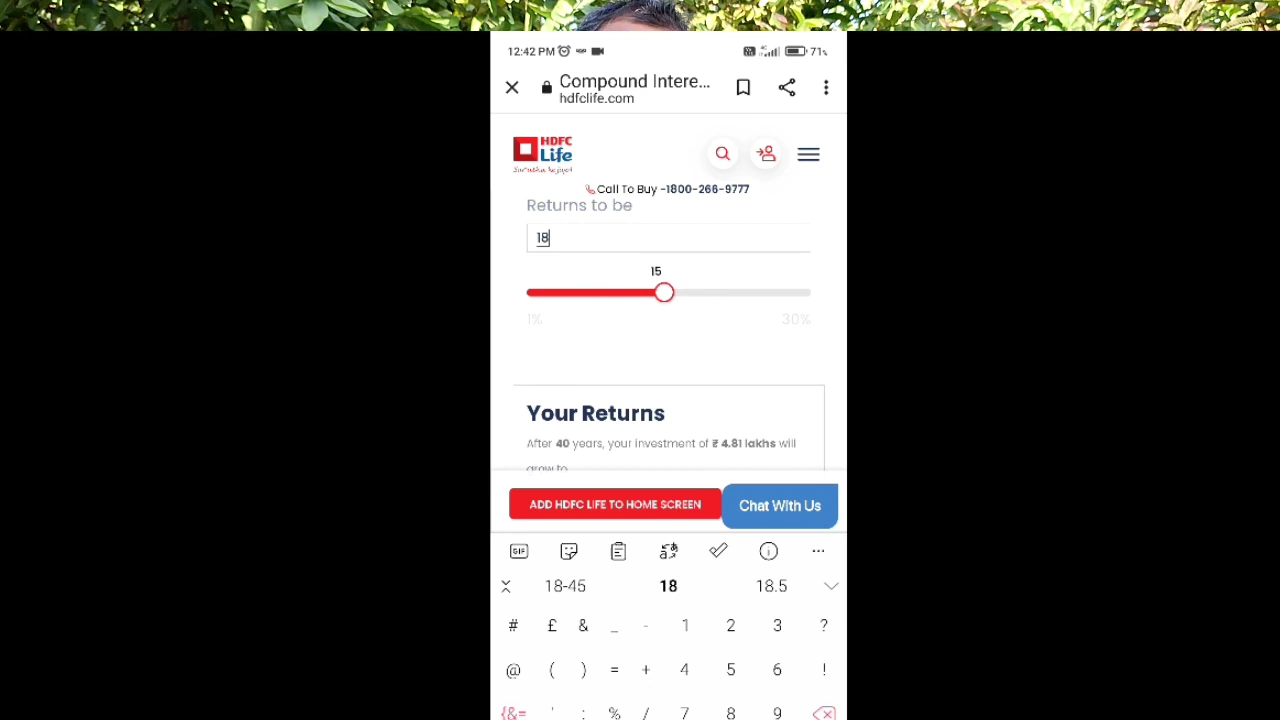 12:42 PM
71%
Compound Intere...
hdfclife.com
HDFC
Life
Call To Buy -1800-266-9777
Returns to be
18
15
1%
30%
Your Returns
After 40 years, your investment of ₹ 4.81 lakhs will
grow to
ADD HDFC LIFE TO HOME SCREEN
Chat With Us
GIF
18-45 18 18.5
# £ & _ - 1 2 3 ?
@ ( ) = + 4 5 6 !
{&= ' : % / 7 8 9